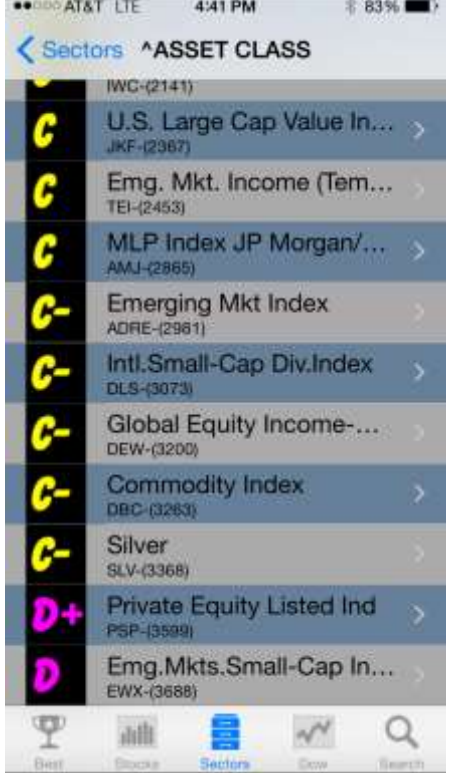 AT&T LTE 4:41 PM 83%
Sectors ^ASSET CLASS
IWC-(2141)
C U.S. Large Cap Value In...
JKF-(2367)
C Emg. Mkt. Income (Tem...
TEI-(2453)
C MLP Index JP Morgan/...
AMJ-(2865)
C- Emerging Mkt Index
ADRE-(2981)
C- Intl.Small-Cap Div.Index
DLS-(3073)
C- Global Equity Income-...
DEW-(3200)
C- Commodity Index
DBC-(3263)
C- Silver
SLV-(3368)
D+ Private Equity Listed Ind
PSP-(3599)
D Emg.Mkts.Small-Cap In...
EWX-(3688)
Best Stocks Sectors Dow Search